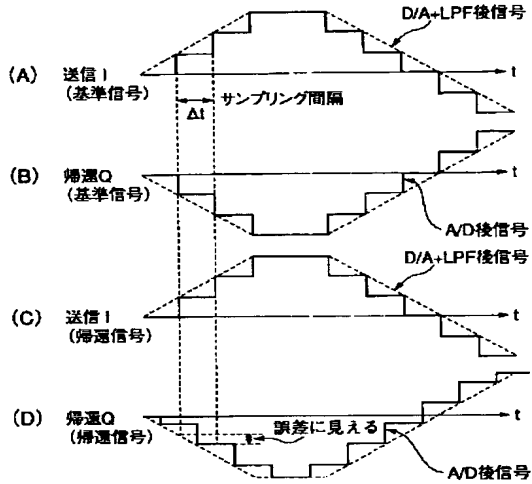 D/A+LPF後信号
(A) 送信I
(基準信号)
t
サンプリング間隔
Δt
(B) 帰還Q
(基準信号)
t
A/D後信号
D/A+LPF後信号
(C) 送信I
(帰還信号)
t
(D) 帰還Q
(帰還信号)
t
誤差に見える
A/D後信号